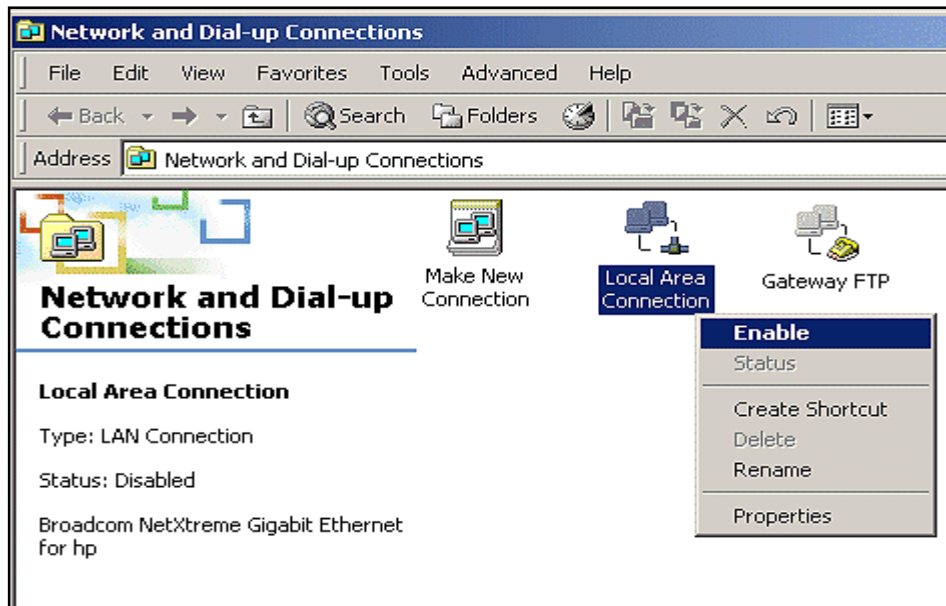 Network and Dial-up Connections
File Edit View Favorites Tools Advanced Help
Back Search Folders
Address Network and Dial-up Connections
Network and Dial-up
Connections
Local Area Connection
Type: LAN Connection
Status: Disabled
Broadcom NetXtreme Gigabit Ethernet
for hp
Make New
Connection
Local Area
Connection
Gateway FTP
Enable
Status
Create Shortcut
Delete
Rename
Properties